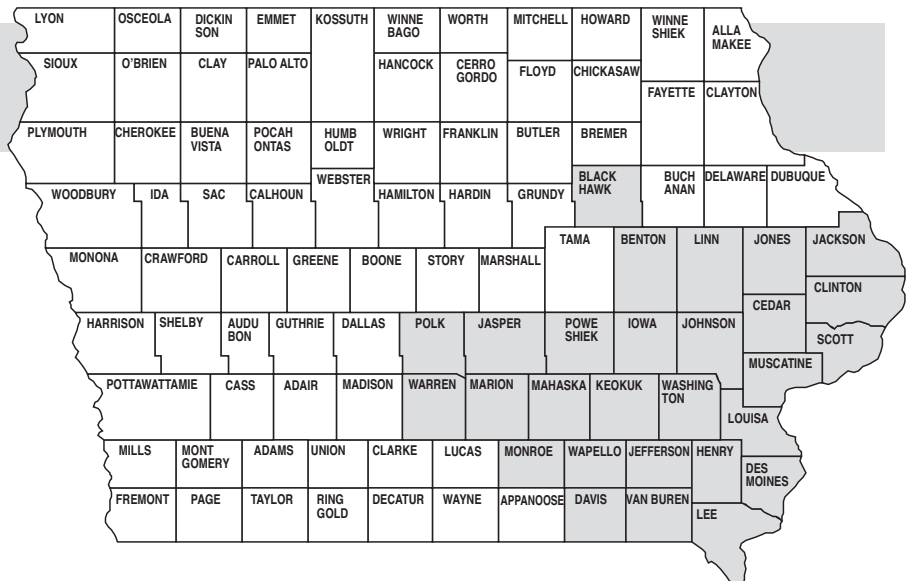 LYON
OSCEOLA
DICKIN
SON
EMMET
KOSSUTH
WINNE
BAGO
WORTH
MITCHELL
HOWARD
WINNE
SHIEK
ALLA
MAKEE
SIOUX
O'BRIEN
CLAY
PALO ALTO
HANCOCK
CERRO
GORDO
FLOYD
CHICKASAW
FAYETTE
CLAYTON
PLYMOUTH
CHEROKEE
BUENA
VISTA
POCAH
ONTAS
HUMB
OLDT
WRIGHT
FRANKLIN
BUTLER
BREMER
WEBSTER
BLACK
HAWK
BUCH
ANAN
DELAWARE
DUBUQUE
WOODBURY
IDA
SAC
CALHOUN
HAMILTON
HARDIN
GRUNDY
TAMA
BENTON
LINN
JONES
JACKSON
MONONA
CRAWFORD
CARROLL
GREENE
BOONE
STORY
MARSHALL
CLINTON
CEDAR
HARRISON
SHELBY
AUDU
BON
GUTHRIE
DALLAS
POLK
JASPER
POWE
SHIEK
IOWA
JOHNSON
SCOTT
MUSCATINE
POTTAWATTAMIE
CASS
ADAIR
MADISON
WARREN
MARION
MAHASKA
KEOKUK
WASHING
TON
LOUISA
MILLS
MONT
GOMERY
ADAMS
UNION
CLARKE
LUCAS
MONROE
WAPELLO
JEFFERSON
HENRY
DES
MOINES
FREMONT
PAGE
TAYLOR
RING
GOLD
DECATUR
WAYNE
APPANOOSE
DAVIS
VAN BUREN
LEE